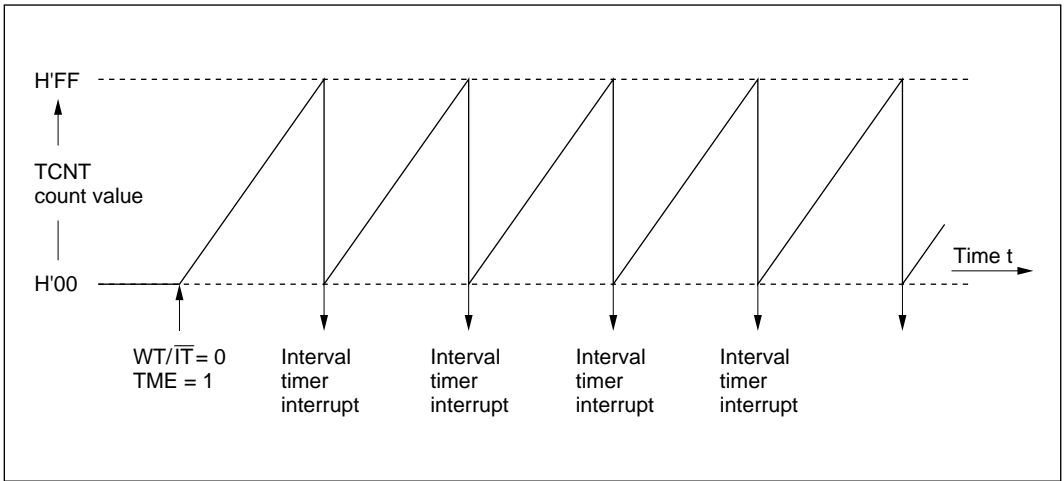 H'FF
TCNT
count value
H'00
Time t
WT/I̅T̅ = 0
TME = 1
Interval
timer
interrupt
Interval
timer
interrupt
Interval
timer
interrupt
Interval
timer
interrupt